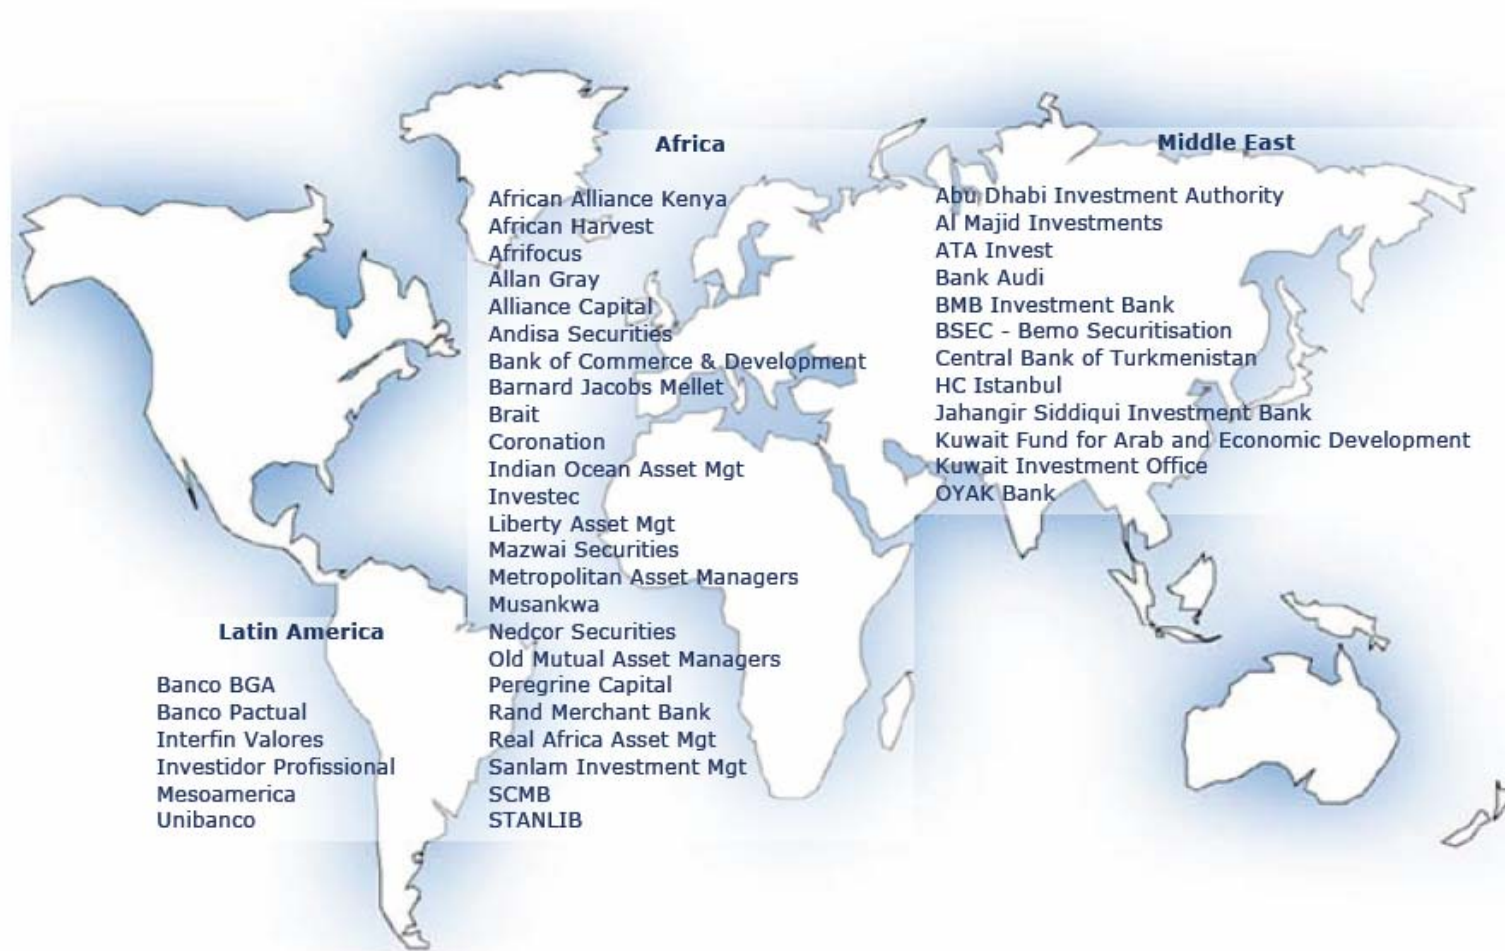 Africa
African Alliance Kenya
African Harvest
Afrifocus
Allan Gray
Alliance Capital
Andisa Securities
Bank of Commerce & Development
Barnard Jacobs Mellet
Brait
Coronation
Indian Ocean Asset Mgt
Investec
Liberty Asset Mgt
Mazwai Securities
Metropolitan Asset Managers
Musankwa
Nedcor Securities
Old Mutual Asset Managers
Peregrine Capital
Rand Merchant Bank
Real Africa Asset Mgt
Sanlam Investment Mgt
SCMB
STANLIB
Middle East
Abu Dhabi Investment Authority
Al Majid Investments
ATA Invest
Bank Audi
BMB Investment Bank
BSEC - Bemo Securitisation
Central Bank of Turkmenistan
HC Istanbul
Jahangir Siddiqui Investment Bank
Kuwait Fund for Arab and Economic Development
Kuwait Investment Office
OYAK Bank
Latin America
Banco BGA
Banco Pactual
Interfin Valores
Investidor Profissional
Mesoamerica
Unibanco